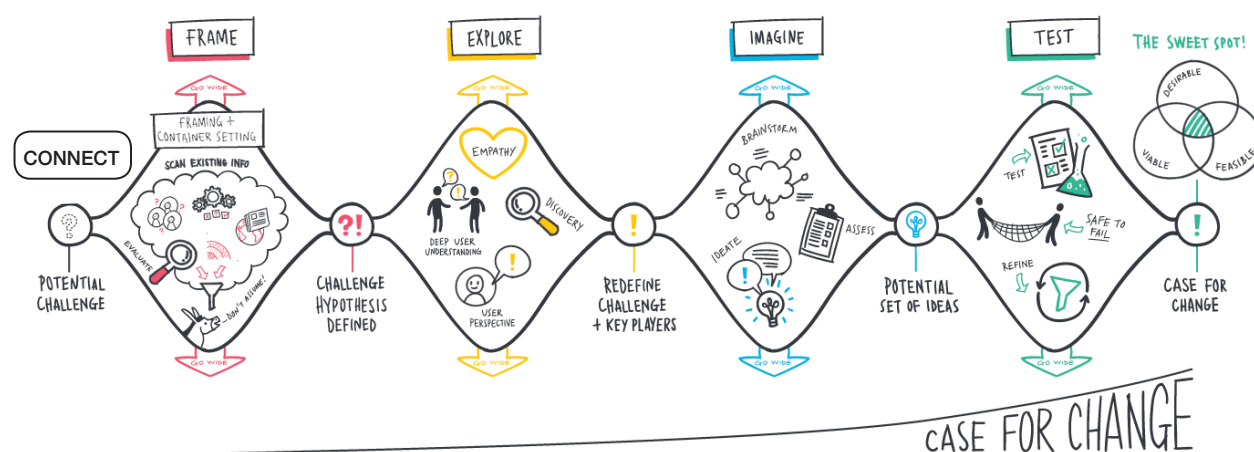 FRAME
EXPLORE
IMAGINE
TEST
THE SWEET SPOT!
GO WIDE
GO WIDE
GO WIDE
GO WIDE
DESIRABLE
VIABLE
FEASIBLE
CONNECT
FRAMING +
CONTAINER SETTING
SCAN EXISTING INFO
EVALUATE
DON'T ASSUME!
EMPATHY
DISCOVERY
DEEP USER
UNDERSTANDING
USER
PERSPECTIVE
BRAINSTORM
ASSESS
IDEATE
TEST
SAFE TO
FAIL
REFINE
?
POTENTIAL
CHALLENGE
?!
CHALLENGE
HYPOTHESIS
DEFINED
!
REDEFINE
CHALLENGE
+ KEY PLAYERS
POTENTIAL
SET OF IDEAS
!
CASE FOR
CHANGE
GO WIDE
GO WIDE
GO WIDE
GO WIDE
CASE FOR CHANGE